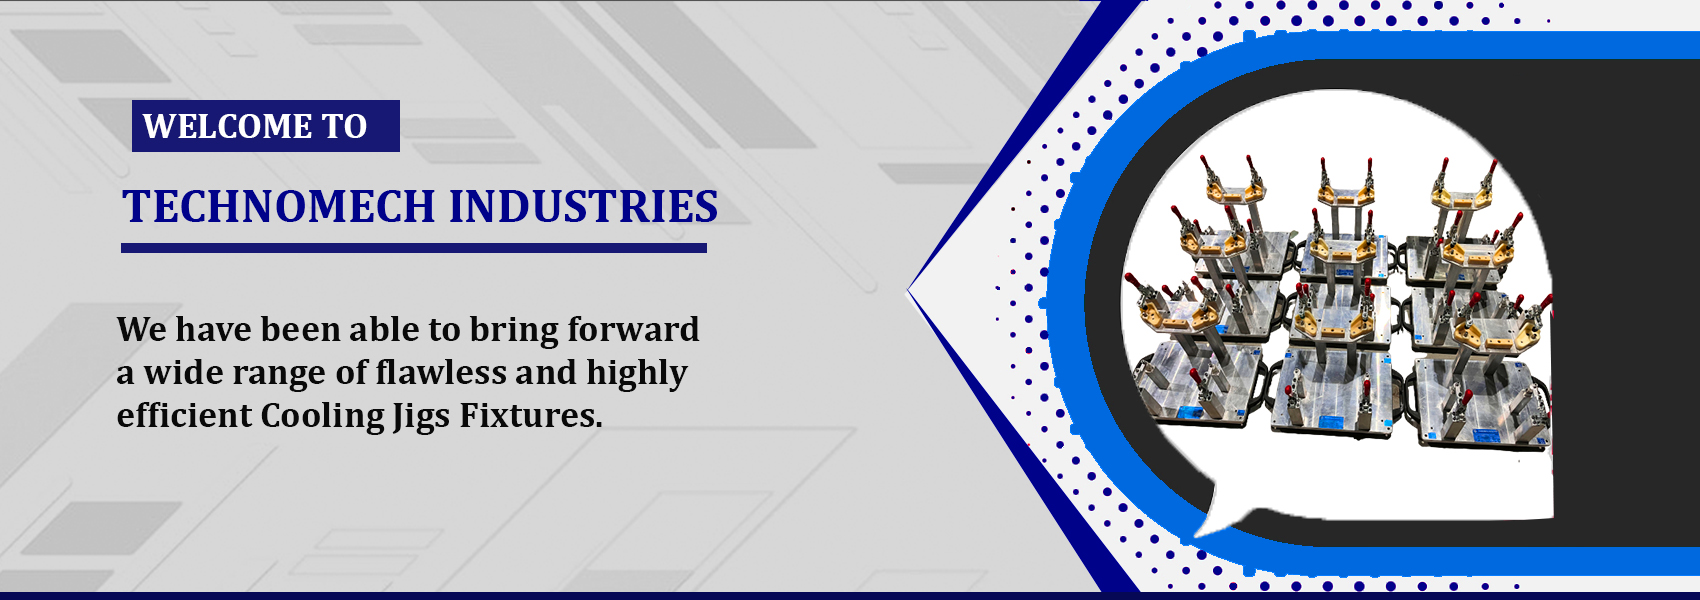 WELCOME TO
TECHNOMECH INDUSTRIES
We have been able to bring forward
a wide range of flawless and highly
efficient Cooling Jigs Fixtures.